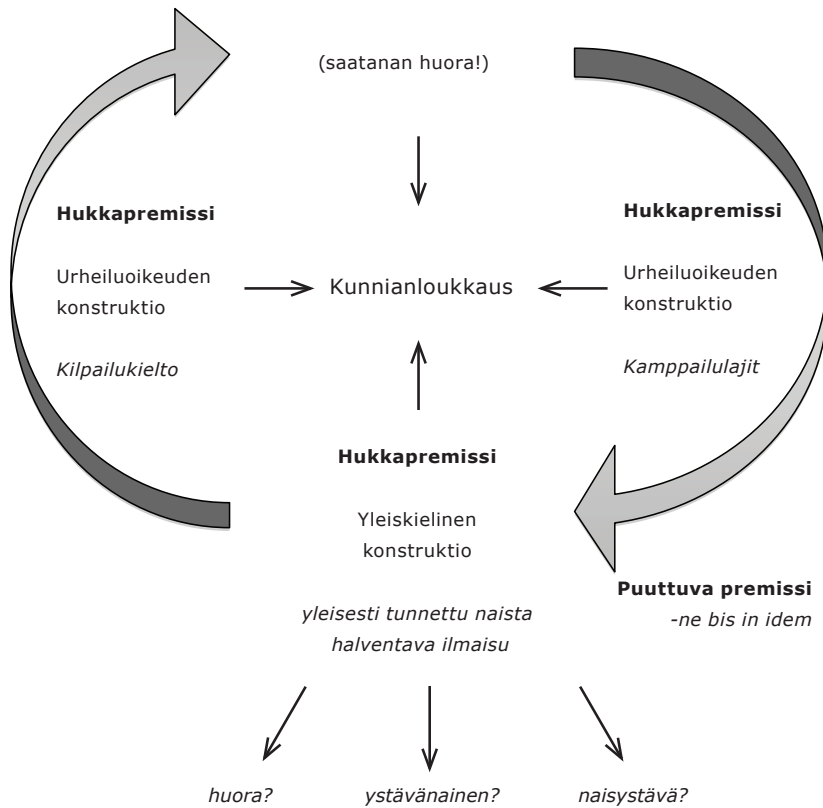 (saatanan huora!)
Hukkapremissi
Urheiluoikeuden
konstruktio
Kilpailukielto
Kunnianloukkaus
Hukkapremissi
Urheiluoikeuden
konstruktio
Kamppailulajit
Hukkapremissi
Yleiskielinen
konstruktio
yleisesti tunnettu naista
halventava ilmaisu
Puuttuva premissi
-ne bis in idem
huora?
ystävänainen?
naisystävä?